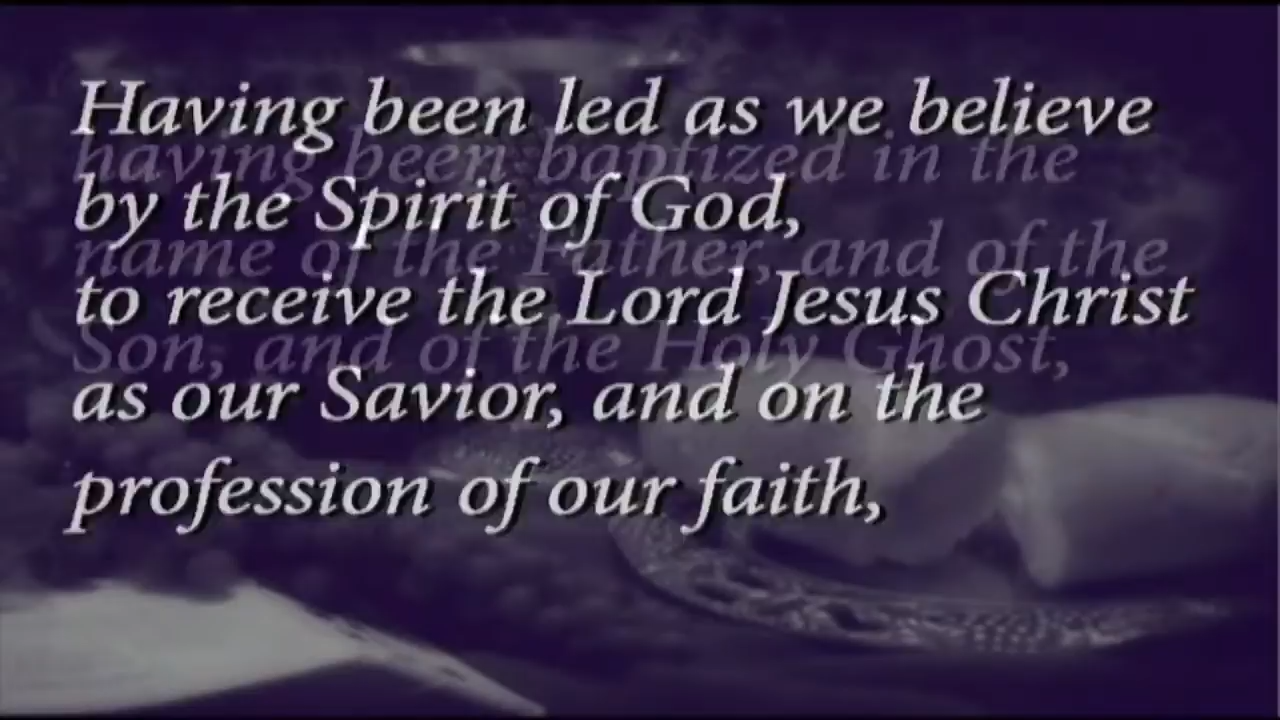 Having been led as we believe
having been baptized in the
by the Spirit of God,
name of the Father, and of the
to receive the Lord Jesus Christ
Son, and of the Holy Ghost,
as our Savior, and on the
profession of our faith,